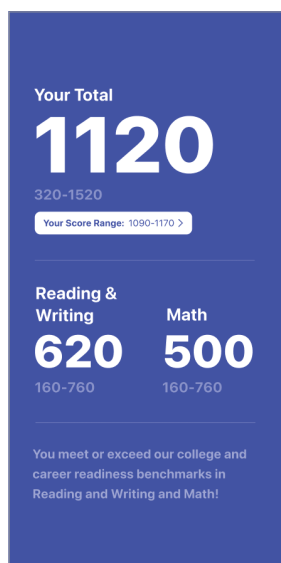 Your Total
1120
320-1520
Your Score Range: 1090-1170 >
Reading & Writing
Math
620
500
160-760
160-760
You meet or exceed our college and
career readiness benchmarks in
Reading and Writing and Math!